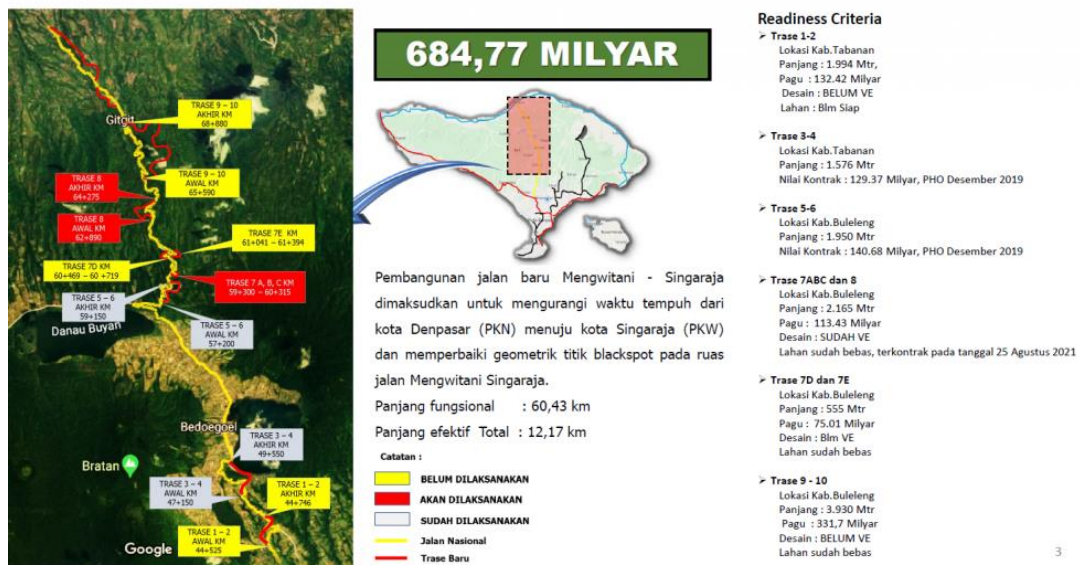 TRASE 9 – 10
AKHIR KM
68+880
Gitgit
TRASE 8
AKHIR KM
64+275
TRASE 9 – 10
AWAL KM
65+590
TRASE 8
AWAL KM
62+890
TRASE 7E KM
61+041 – 61+394
TRASE 7D KM
60+469 – 60 +719
TRASE 7 A, B, C KM
59+300 – 60+315
TRASE 5 – 6
AKHIR KM
59+150
Danau Buyan
TRASE 5 – 6
AWAL KM
57+200
Bedoegoel
TRASE 3 – 4
AKHIR KM
49+550
Bratan
TRASE 3 – 4
AWAL KM
47+150
TRASE 1 – 2
AKHIR KM
44+746
TRASE 1 – 2
AWAL KM
44+525
Google
684,77 MILYAR
Pembangunan jalan baru Mengwitani - Singaraja
dimaksudkan untuk mengurangi waktu tempuh dari
kota Denpasar (PKN) menuju kota Singaraja (PKW)
dan memperbaiki geometrik titik blackspot pada ruas
jalan Mengwitani Singaraja.
Panjang fungsional : 60,43 km
Panjang efektif Total : 12,17 km
Catatan :
BELUM DILAKSANAKAN
AKAN DILAKSANAKAN
SUDAH DILAKSANAKAN
Jalan Nasional
Trase Baru
Readiness Criteria
➢ Trase 1-2
Lokasi Kab.Tabanan
Panjang : 1.994 Mtr,
Pagu : 132.42 Milyar
Desain : BELUM VE
Lahan : Blm Siap
➢ Trase 3-4
Lokasi Kab.Tabanan
Panjang : 1.576 Mtr
Nilai Kontrak : 129.37 Milyar, PHO Desember 2019
➢ Trase 5-6
Lokasi Kab.Buleleng
Panjang : 1.950 Mtr
Nilai Kontrak : 140.68 Milyar, PHO Desember 2019
➢ Trase 7ABC dan 8
Lokasi Kab.Buleleng
Panjang : 2.165 Mtr
Pagu : 113.43 Milyar
Desain : SUDAH VE
Lahan sudah bebas, terkontrak pada tanggal 25 Agustus 2021
➢ Trase 7D dan 7E
Lokasi Kab.Buleleng
Panjang : 555 Mtr
Pagu : 75.01 Milyar
Desain : Blm VE
Lahan sudah bebas
➢ Trase 9 - 10
Lokasi Kab.Buleleng
Panjang : 3.930 Mtr
Pagu : 331,7 Milyar
Desain : BELUM VE
Lahan sudah bebas
3